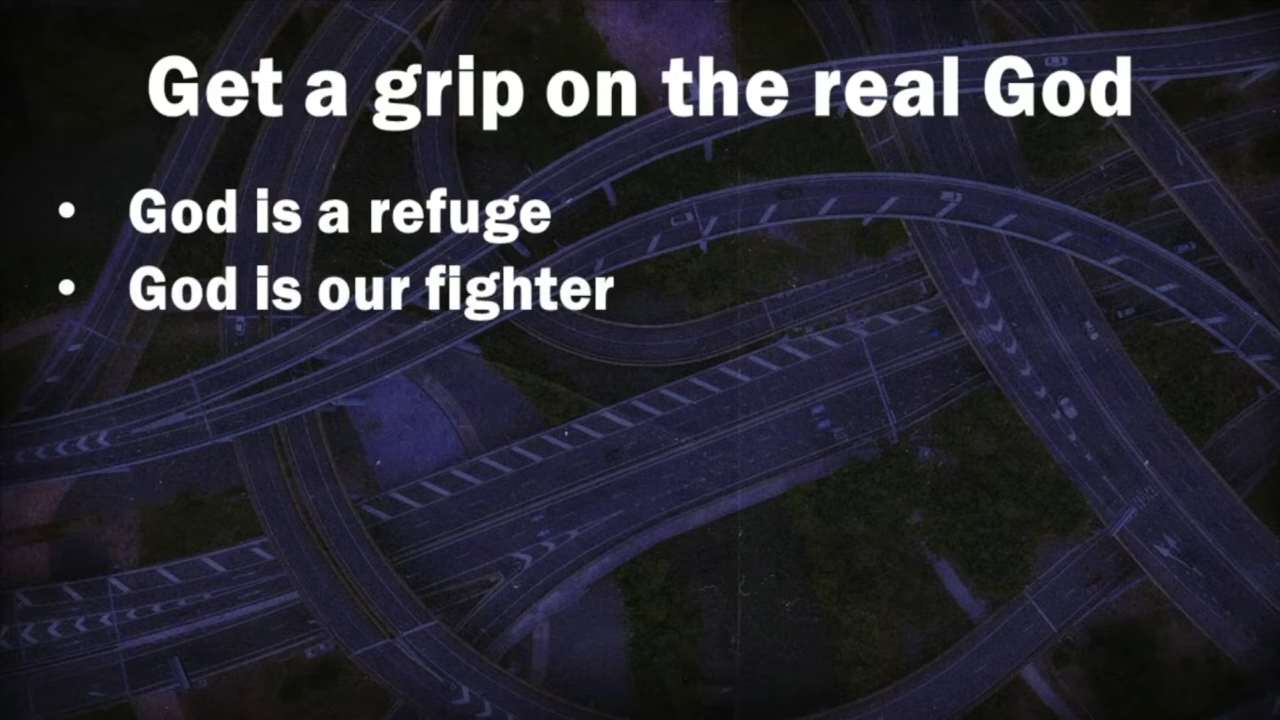 Get a grip on the real God
• God is a refuge
• God is our fighter